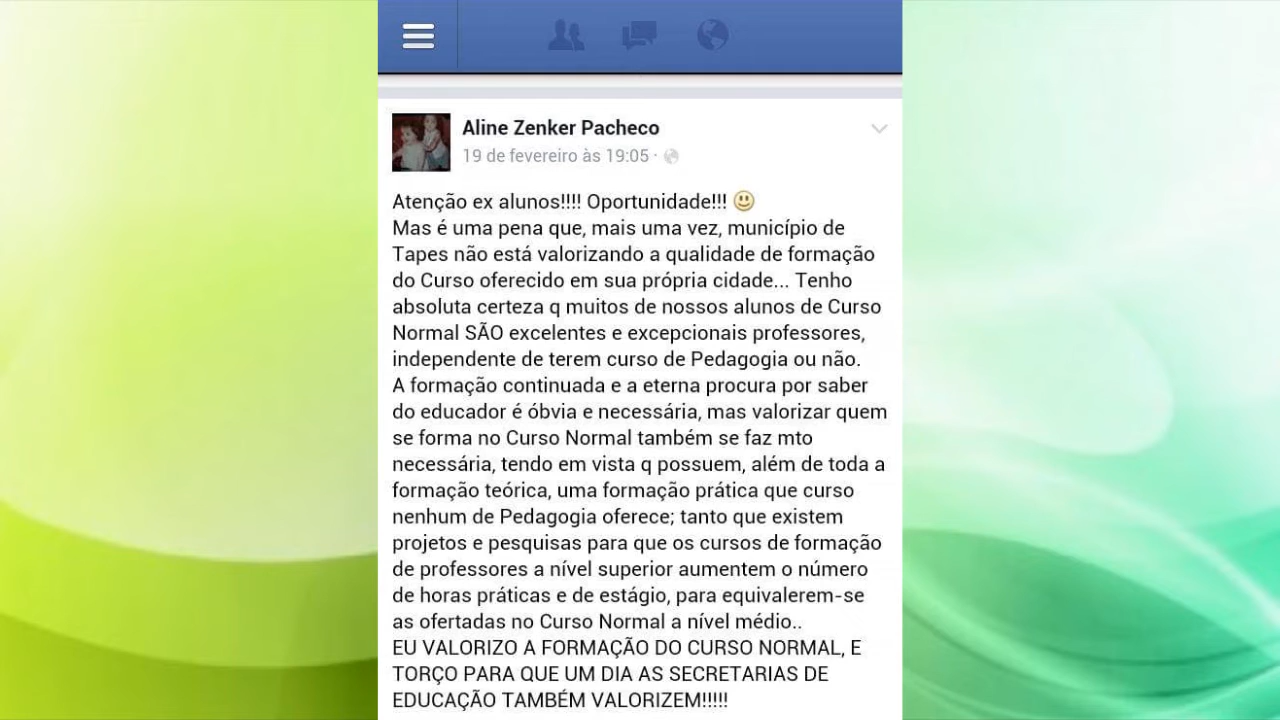 Aline Zenker Pacheco
19 de fevereiro às 19:05 ·
Atenção ex alunos!!!! Oportunidade!!! 😃
Mas é uma pena que, mais uma vez, município de
Tapes não está valorizando a qualidade de formação
do Curso oferecido em sua própria cidade... Tenho
absoluta certeza q muitos de nossos alunos de Curso
Normal SÃO excelentes e excepcionais professores,
independente de terem curso de Pedagogia ou não.
A formação continuada e a eterna procura por saber
do educador é óbvia e necessária, mas valorizar quem
se forma no Curso Normal também se faz mto
necessária, tendo em vista q possuem, além de toda a
formação teórica, uma formação prática que curso
nenhum de Pedagogia oferece; tanto que existem
projetos e pesquisas para que os cursos de formação
de professores a nível superior aumentem o número
de horas práticas e de estágio, para equivalerem-se
as ofertadas no Curso Normal a nível médio..
EU VALORIZO A FORMAÇÃO DO CURSO NORMAL, E
TORÇO PARA QUE UM DIA AS SECRETARIAS DE
EDUCAÇÃO TAMBÉM VALORIZEM!!!!!